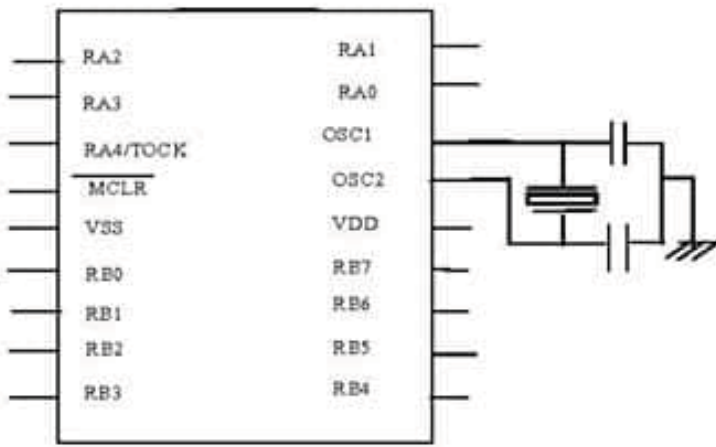 RA2
RA3
RA4/TOCK
MCLR
VSS
RB0
RB1
RB2
RB3
RA1
RA0
OSC1
OSC2
VDD
RB7
RB6
RB5
RB4